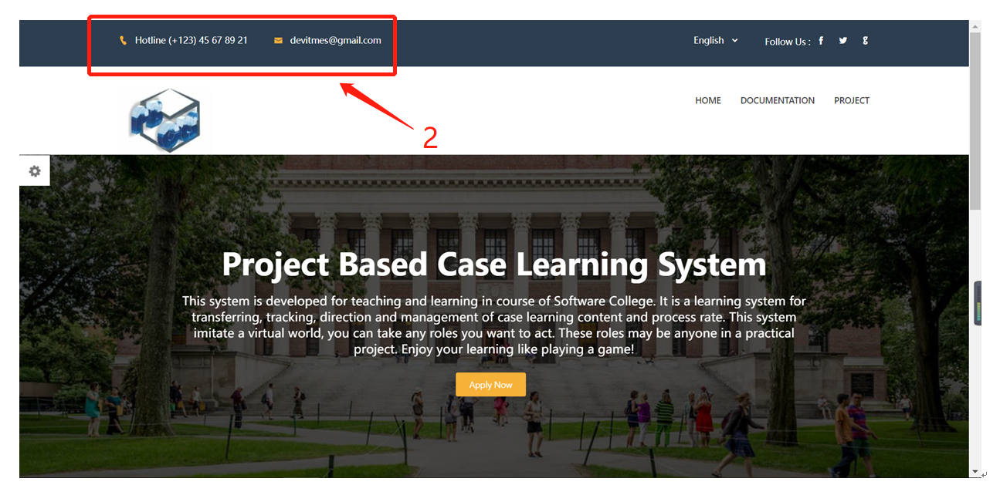 Hotline (+123) 45 67 89 21
devitmes@gmail.com
English
Follow Us :
2
HOME
DOCUMENTATION
PROJECT
Project Based Case Learning System
This system is developed for teaching and learning in course of Software College. It is a learning system for
transferring, tracking, direction and management of case learning content and process rate. This system
imitate a virtual world, you can take any roles you want to act. These roles may be anyone in a practical
project. Enjoy your learning like playing a game!
Apply Now